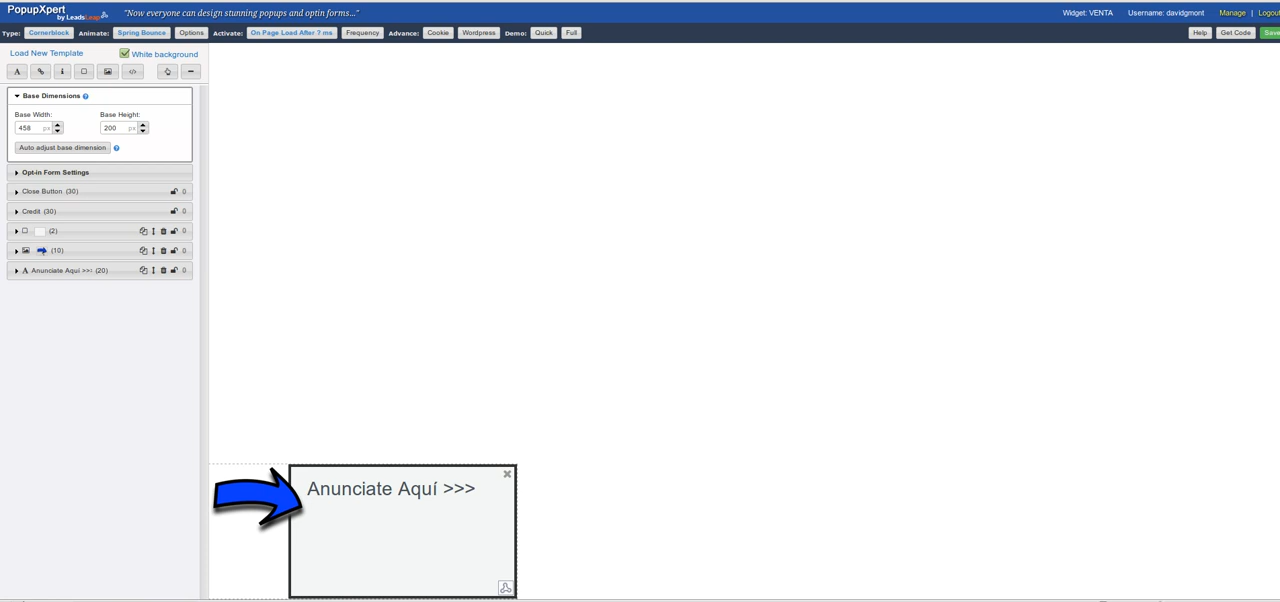 PopupXpert
by LeadsLeap
"Now everyone can design stunning popups and optin forms..."
Widget: VENTA Username: davidgmont Manage | Logout
Type: Cornerblock Animate: Spring Bounce Options Activate: On Page Load After ? ms Frequency Advance: Cookie Wordpress Demo: Quick Full Help Get Code Save
Load New Template White background
A i </>
Base Dimensions ?
Base Width: Base Height:
458 px 200 px
Auto adjust base dimension ?
Opt-in Form Settings
Close Button (30) 0
Credit (30) 0
(2) 0
(10) 0
A Anunciate Aquí >>> (20) 0
Anunciate Aquí >>>